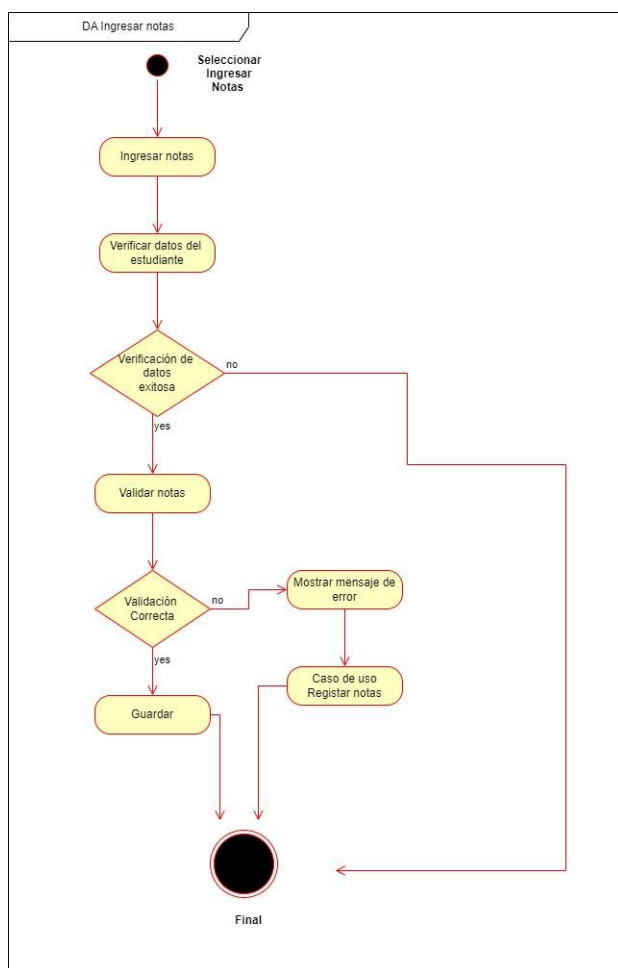 DA Ingresar notas
Seleccionar
Ingresar
Notas
Ingresar notas
Verificar datos del
estudiante
Verificación de
datos
exitosa
no
yes
Validar notas
Validación
Correcta
no
Mostrar mensaje de
error
yes
Caso de uso
Registar notas
Guardar
Final